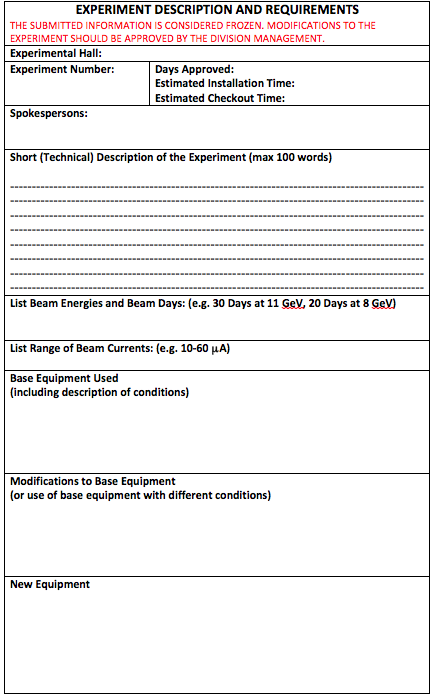 EXPERIMENT DESCRIPTION AND REQUIREMENTS
THE SUBMITTED INFORMATION IS CONSIDERED FROZEN. MODIFICATIONS TO THE
EXPERIMENT SHOULD BE APPROVED BY THE DIVISION MANAGEMENT.
Experimental Hall:
Experiment Number:
Days Approved:
Estimated Installation Time:
Estimated Checkout Time:
Spokespersons:
Short (Technical) Description of the Experiment (max 100 words)
List Beam Energies and Beam Days: (e.g. 30 Days at 11 GeV, 20 Days at 8 GeV)
List Range of Beam Currents: (e.g. 10-60 μA)
Base Equipment Used
(including description of conditions)
Modifications to Base Equipment
(or use of base equipment with different conditions)
New Equipment